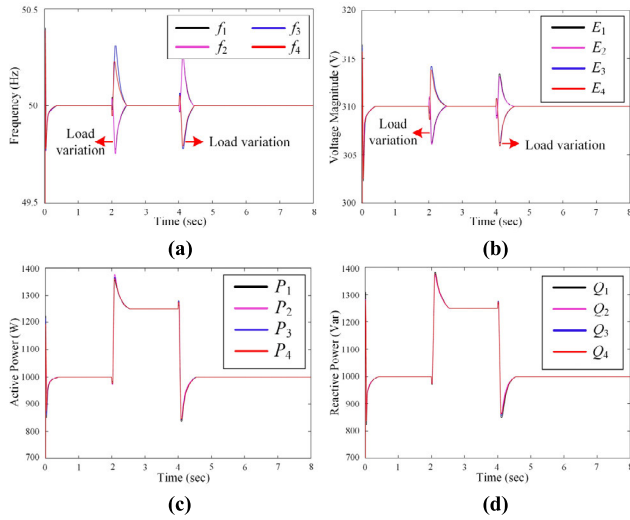 50.5
50
49.5
Frequency (Hz)
f1 f3
f2 f4
Load variation
Load variation
0 1 2 3 4 5 6 7 8
Time (sec)
(a)
320
315
310
305
300
Voltage Magnitude (V)
E1
E2
E3
E4
Load variation
Load variation
0 1 2 3 4 5 6 7 8
Time (sec)
(b)
1400
1300
1200
1100
1000
900
800
700
Active Power (W)
P1
P2
P3
P4
0 1 2 3 4 5 6 7 8
Time (sec)
(c)
1400
1300
1200
1100
1000
900
800
700
Reactive Power (Var)
Q1
Q2
Q3
Q4
0 1 2 3 4 5 6 7 8
Time (sec)
(d)